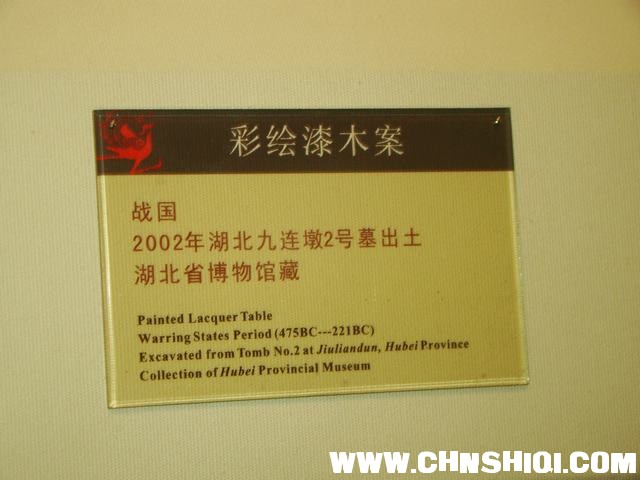 彩绘漆木案
战国
2002年湖北九连墩2号墓出土
湖北省博物馆藏
Painted Lacquer Table
Warring States Period (475BC---221BC)
Excavated from Tomb No.2 at Jiuliandun, Hubei Province
Collection of Hubei Provincial Museum
WWW.CHNSHIQI.COM